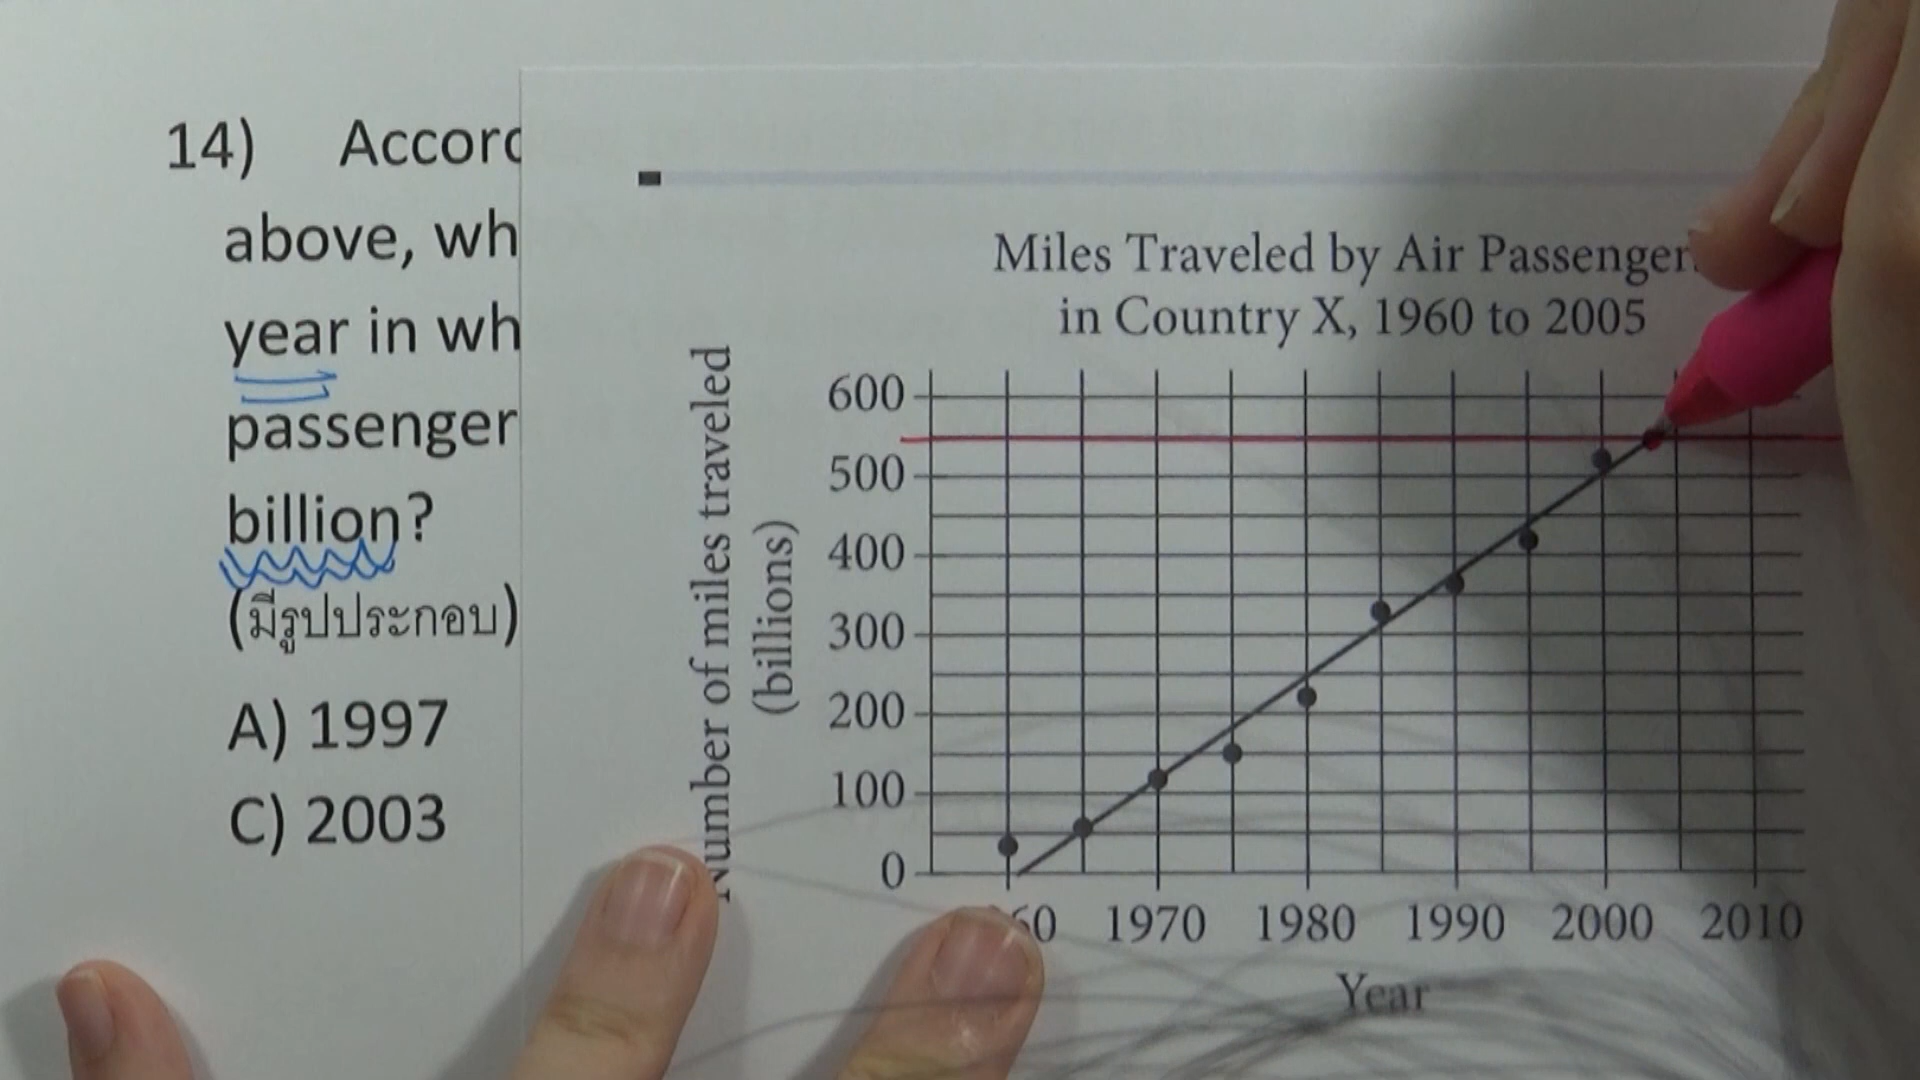 14) Accord
above, wh
year in wh
passenger
billion?
(มีรูปประกอบ)
A) 1997
C) 2003
Miles Traveled by Air Passenger
in Country X, 1960 to 2005
Number of miles traveled
(billions)
600
500
400
300
200
100
0
60 1970 1980 1990 2000 2010
Year